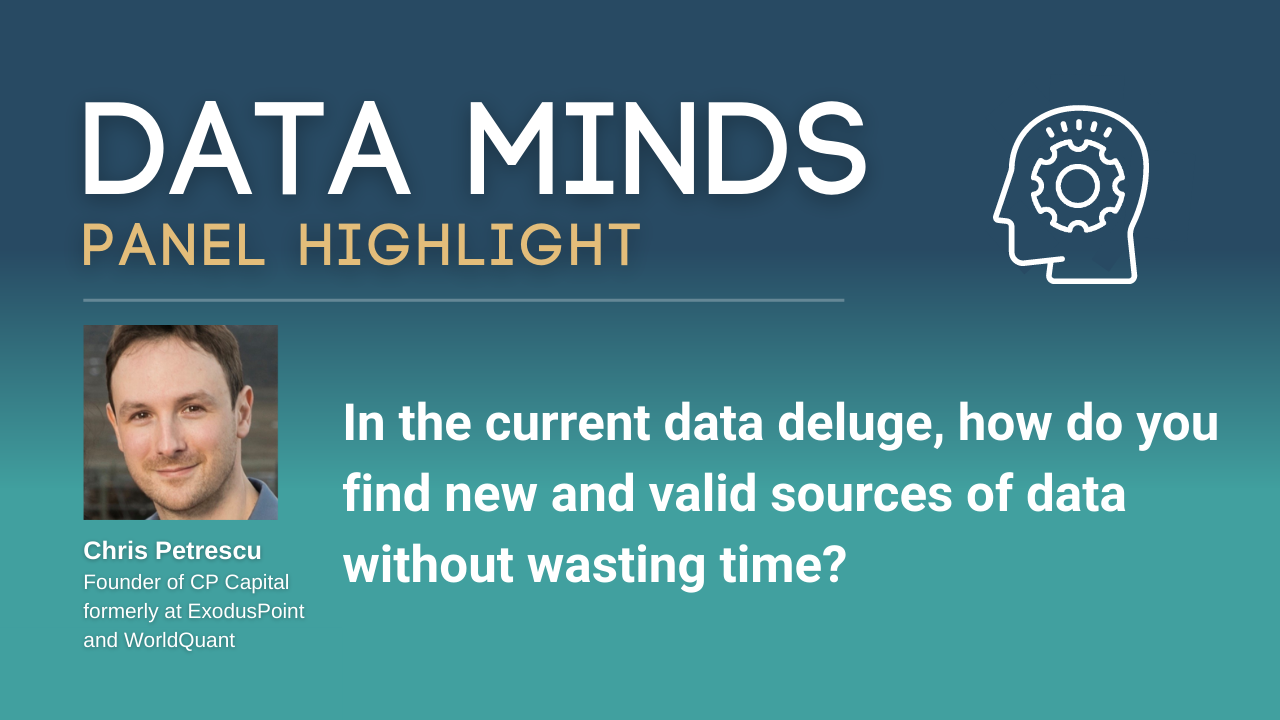 DATA MINDS
PANEL HIGHLIGHT
Chris Petrescu
Founder of CP Capital
formerly at ExodusPoint
and WorldQuant
In the current data deluge, how do you
find new and valid sources of data
without wasting time?